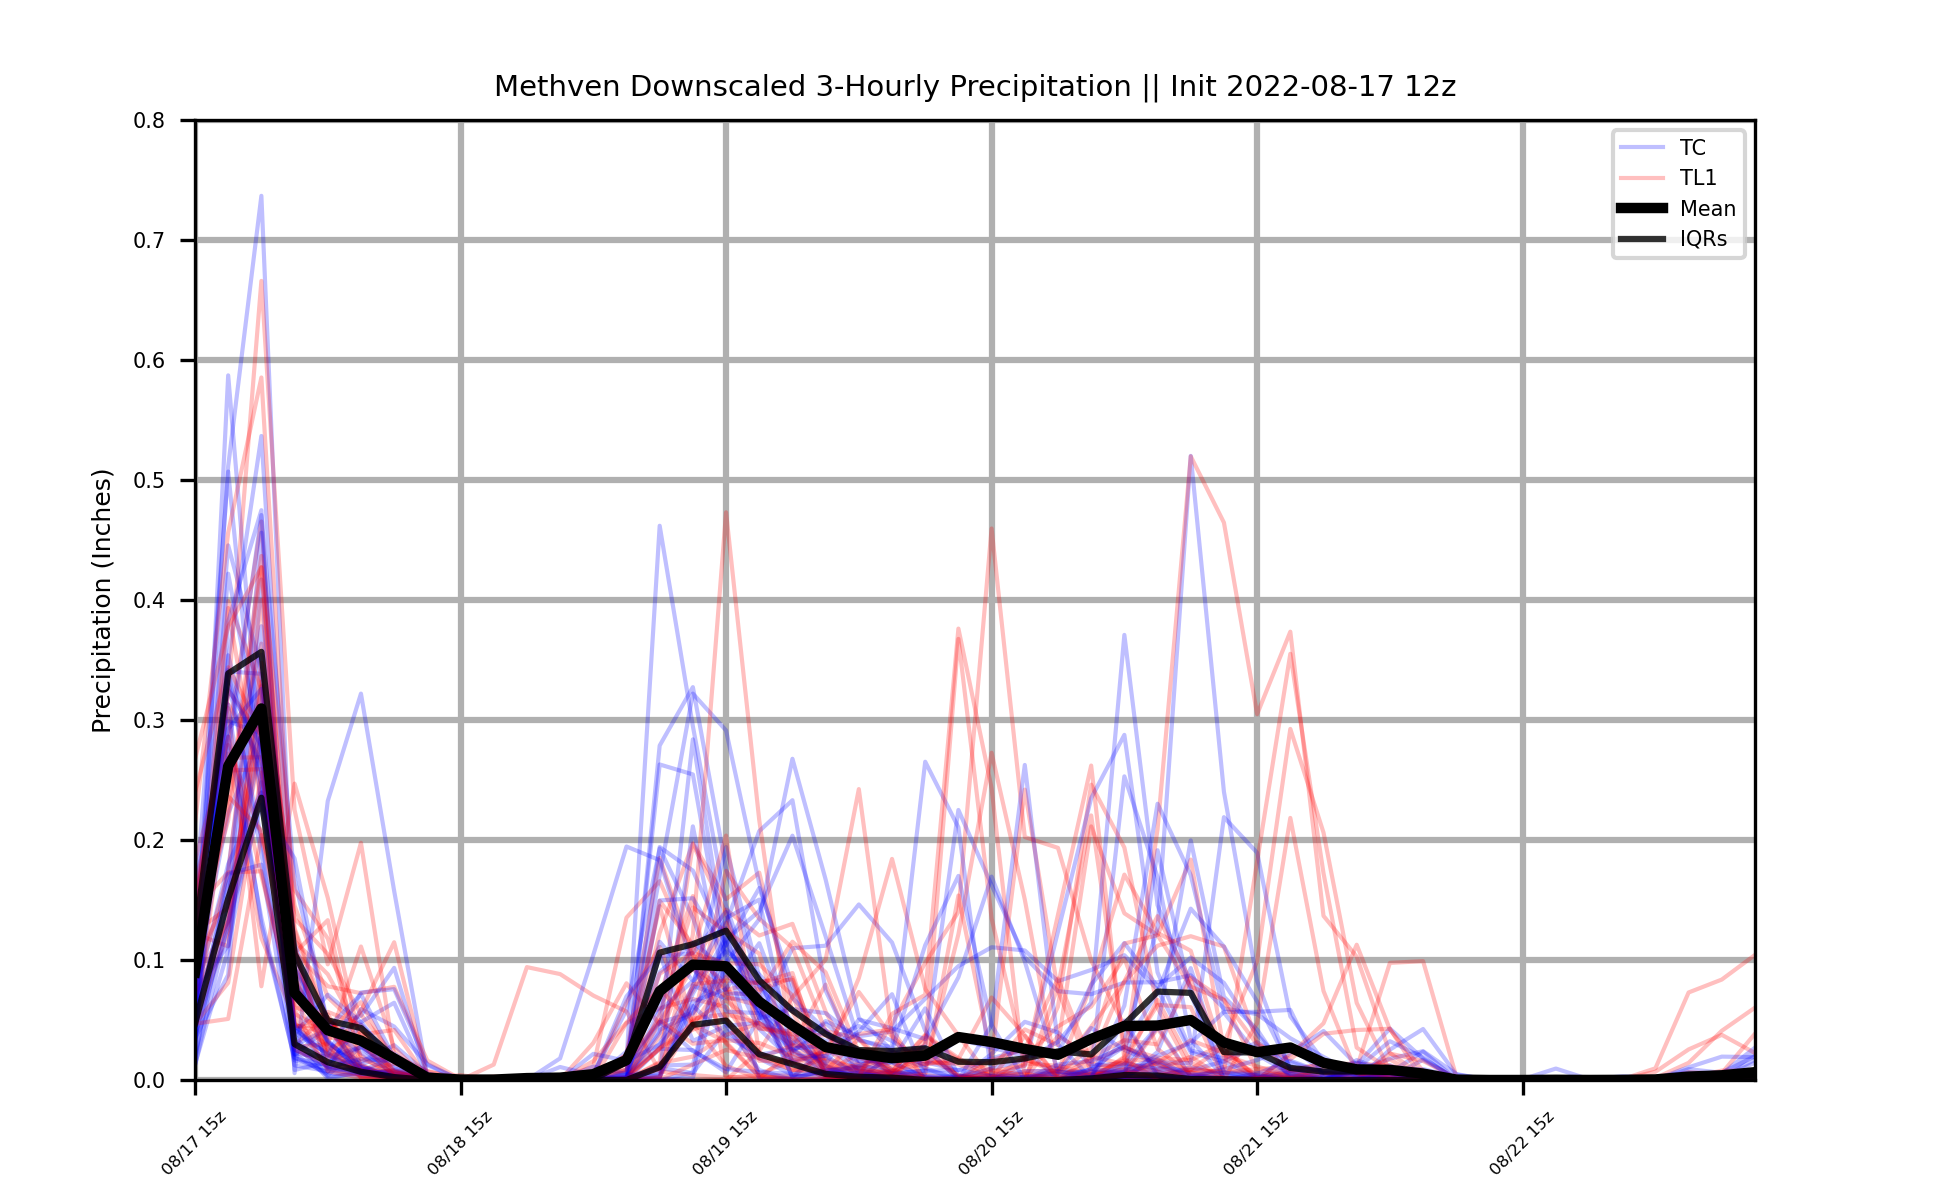 Methven Downscaled 3-Hourly Precipitation || Init 2022-08-17 12z
Precipitation (Inches)
0.8
0.7
0.6
0.5
0.4
0.3
0.2
0.1
0.0
TC
TL1
Mean
IQRs
08/17 15z
08/18 15z
08/19 15z
08/20 15z
08/21 15z
08/22 15z